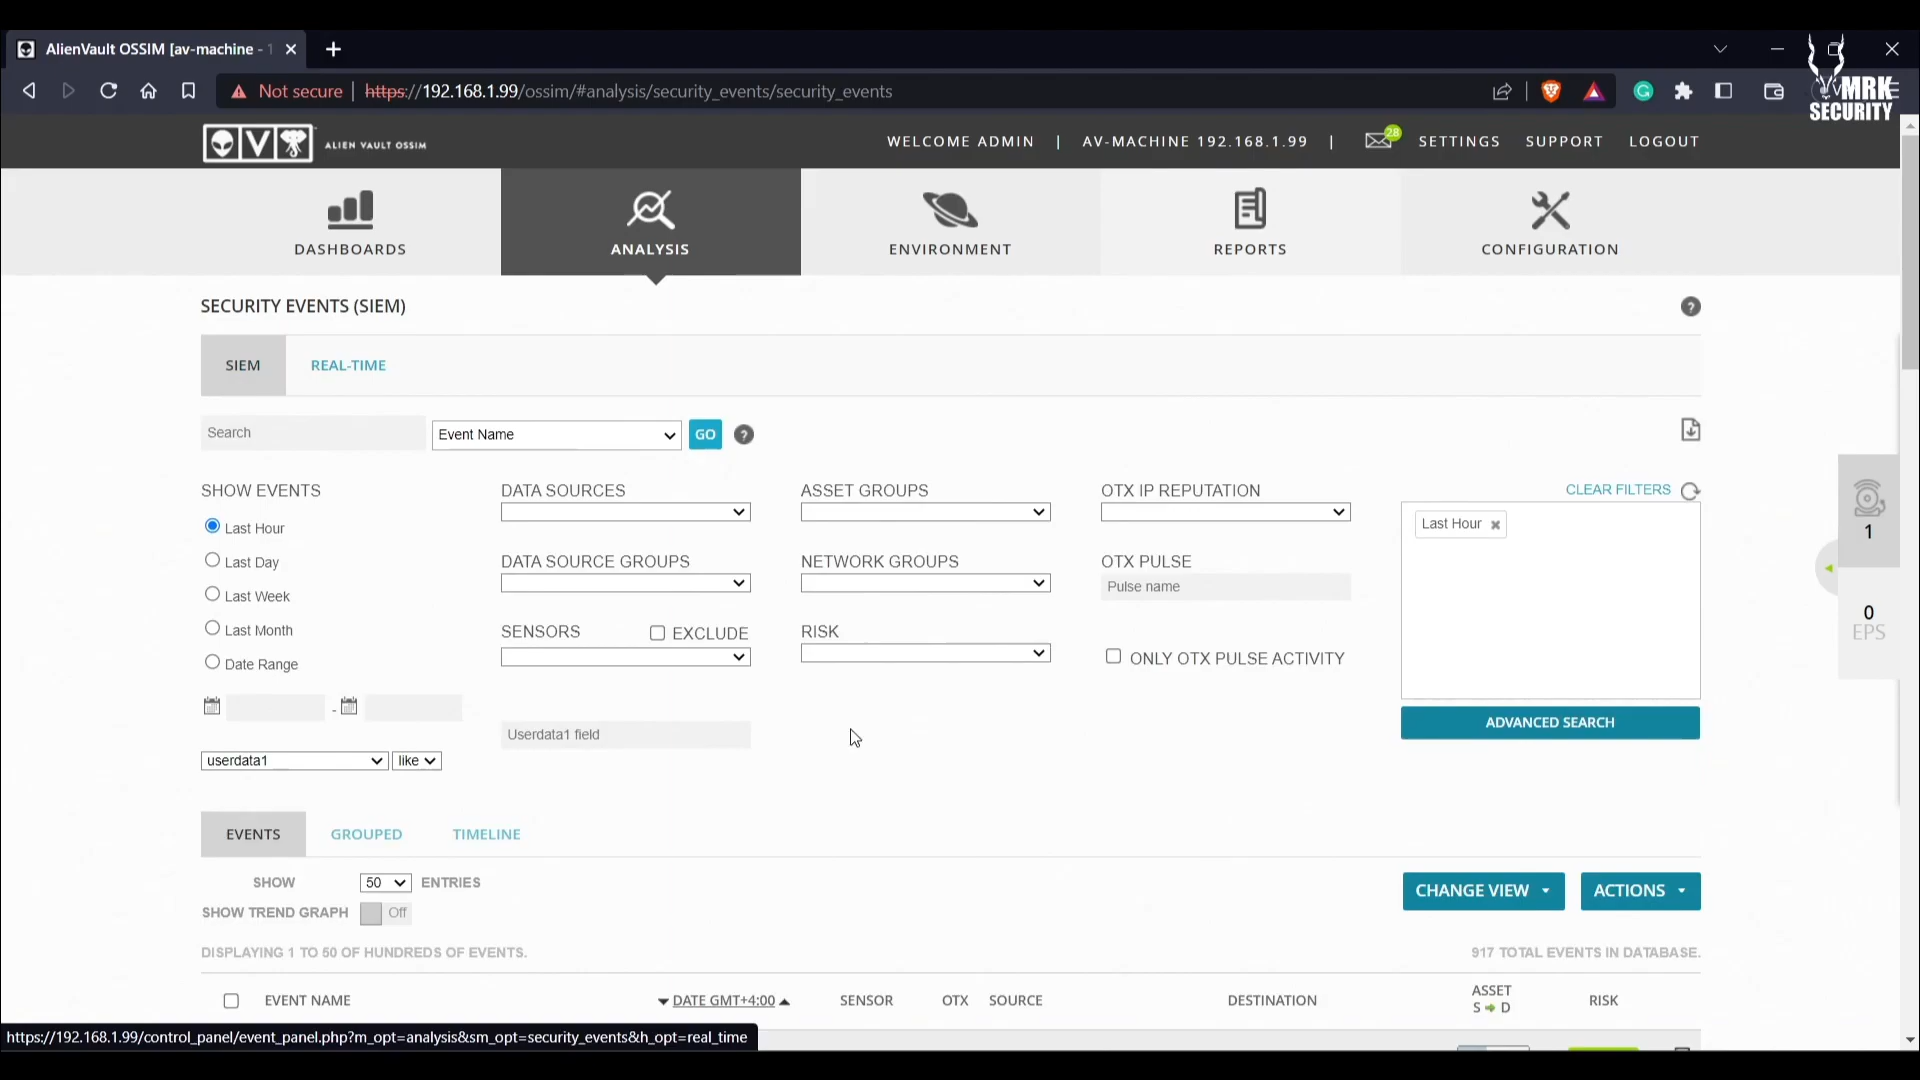 AlienVault OSSIM [av-machine - 1
Not secure | https://192.168.1.99/ossim/#analysis/security_events/security_events
MRK
SECURITY
ALIEN VAULT OSSIM
WELCOME ADMIN | AV-MACHINE 192.168.1.99 | 28 SETTINGS SUPPORT LOGOUT
DASHBOARDS
ANALYSIS
ENVIRONMENT
REPORTS
CONFIGURATION
SECURITY EVENTS (SIEM)
SIEM REAL-TIME
Search Event Name GO
SHOW EVENTS
Last Hour
Last Day
Last Week
Last Month
Date Range
-
userdata1 like
DATA SOURCES
DATA SOURCE GROUPS
SENSORS EXCLUDE
Userdata1 field
ASSET GROUPS
NETWORK GROUPS
RISK
OTX IP REPUTATION
OTX PULSE
Pulse name
ONLY OTX PULSE ACTIVITY
CLEAR FILTERS
Last Hour
ADVANCED SEARCH
1
0
EPS
EVENTS GROUPED TIMELINE
SHOW 50 ENTRIES
SHOW TREND GRAPH Off
CHANGE VIEW ACTIONS
DISPLAYING 1 TO 50 OF HUNDREDS OF EVENTS.
917 TOTAL EVENTS IN DATABASE.
EVENT NAME DATE GMT+4:00 SENSOR OTX SOURCE DESTINATION ASSET RISK
S D
https://192.168.1.99/control_panel/event_panel.php?m_opt=analysis&sm_opt=security_events&h_opt=real_time